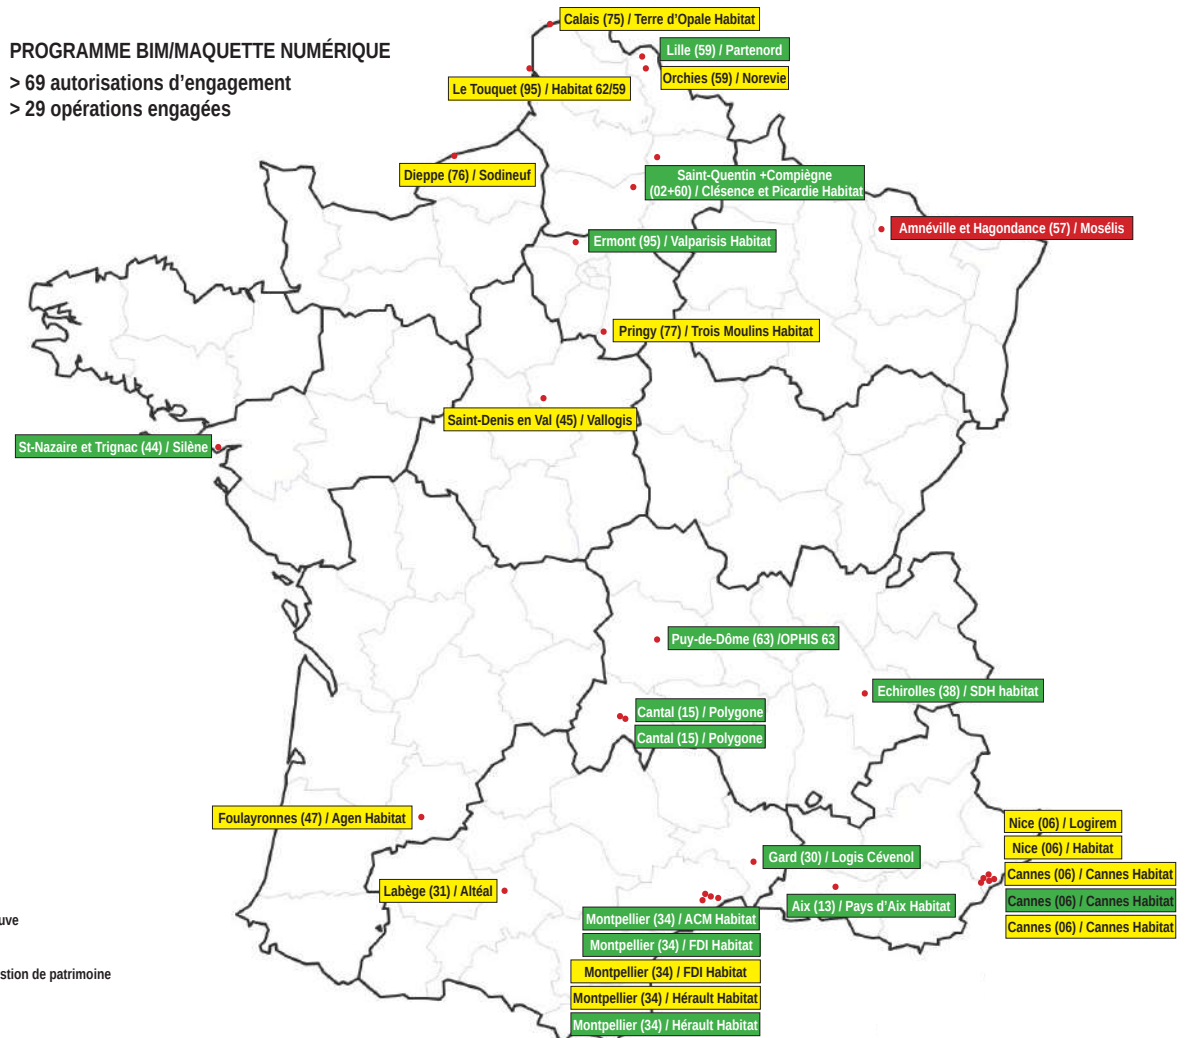 PROGRAMME BIM/MAQUETTE NUMÉRIQUE
> 69 autorisations d’engagement
> 29 opérations engagées
Calais (75) / Terre d’Opale Habitat
Lille (59) / Partenord
Orchies (59) / Norevie
Le Touquet (95) / Habitat 62/59
Dieppe (76) / Sodineuf
Saint-Quentin +Compiègne
(02+60) / Clésence et Picardie Habitat
Amnéville et Hagondance (57) / Mosélis
Ermont (95) / Valparisis Habitat
Pringy (77) / Trois Moulins Habitat
Saint-Denis en Val (45) / Vallogis
St-Nazaire et Trignac (44) / Silène
Puy-de-Dôme (63) /OPHIS 63
Echirolles (38) / SDH habitat
Cantal (15) / Polygone
Cantal (15) / Polygone
Foulayronnes (47) / Agen Habitat
Nice (06) / Logirem
Nice (06) / Habitat
Cannes (06) / Cannes Habitat
Cannes (06) / Cannes Habitat
Cannes (06) / Cannes Habitat
Gard (30) / Logis Cévenol
Labège (31) / Altéal
Aix (13) / Pays d’Aix Habitat
Montpellier (34) / ACM Habitat
Montpellier (34) / FDI Habitat
Montpellier (34) / FDI Habitat
Montpellier (34) / Hérault Habitat
Montpellier (34) / Hérault Habitat
uve
stion de patrimoine